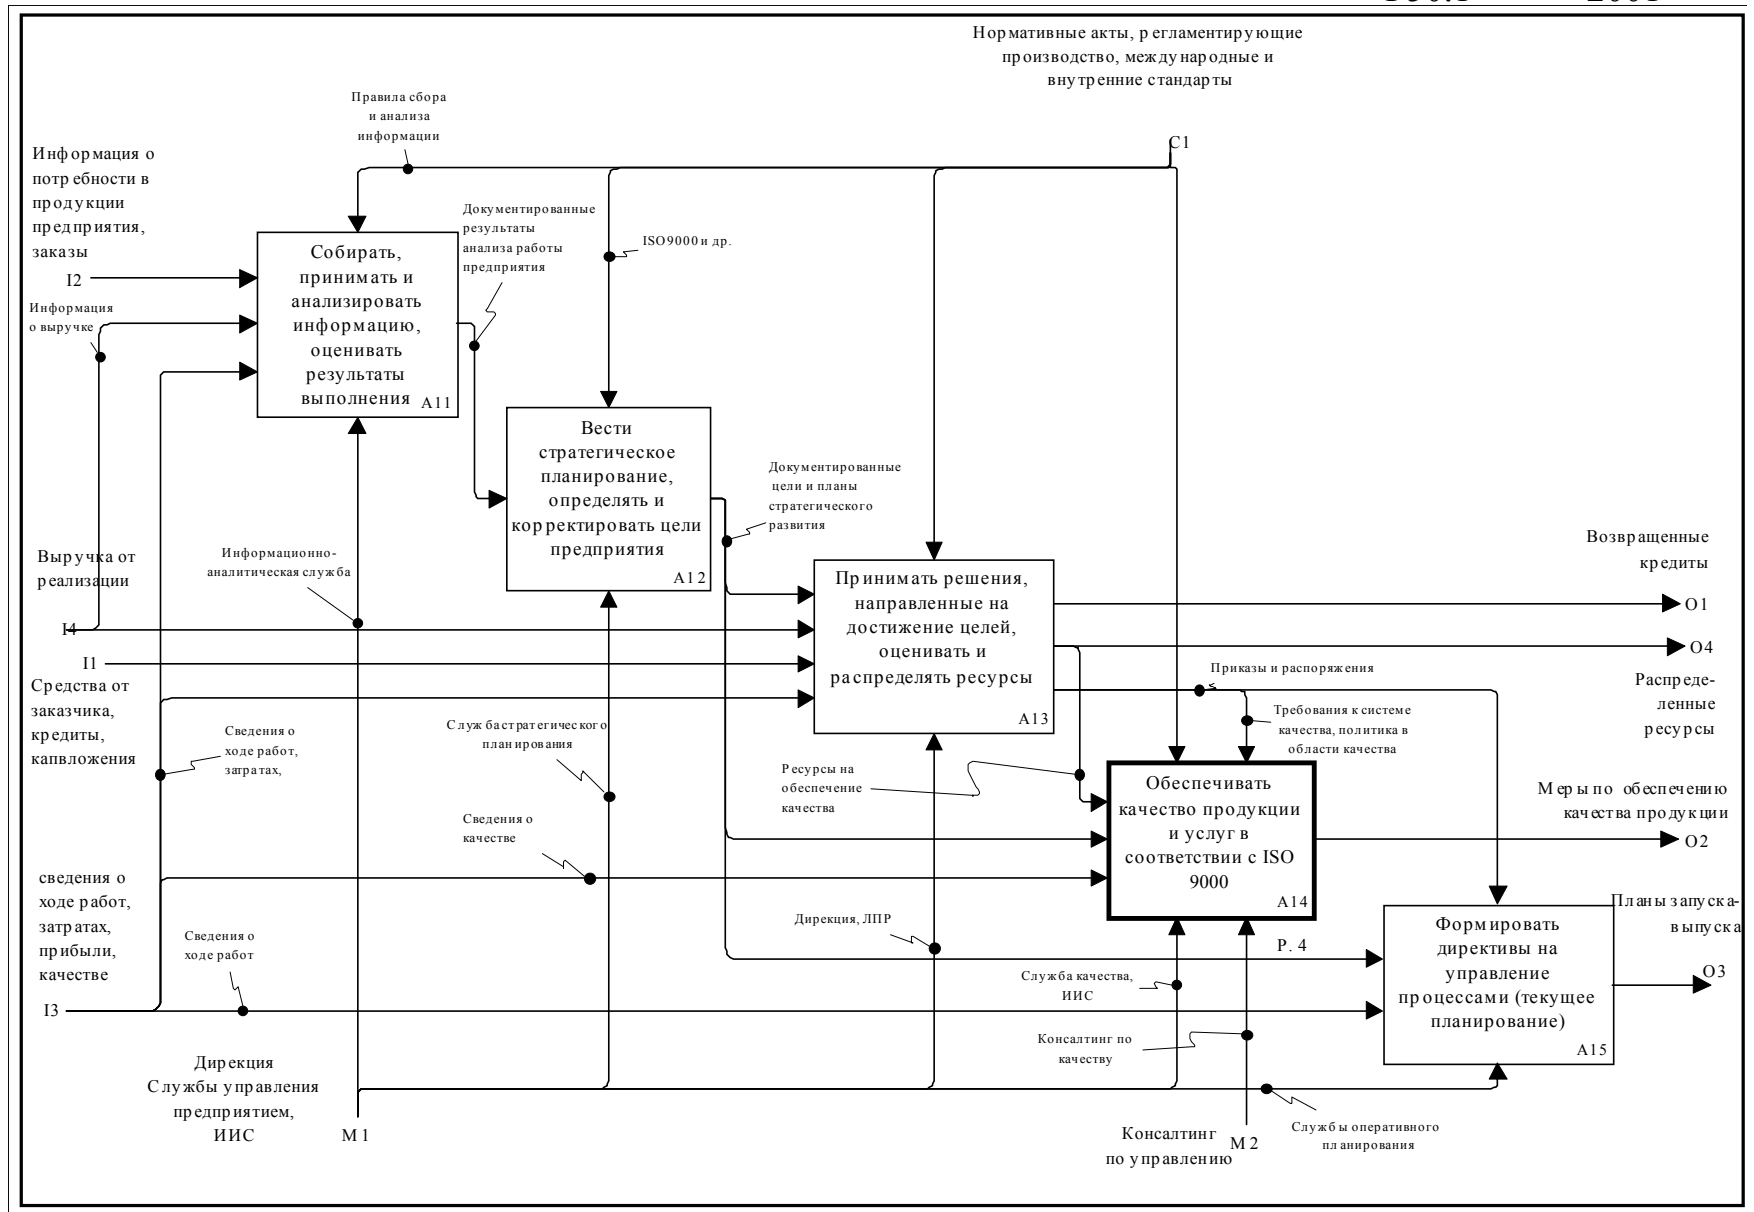 Нормативные акты, регламентирующие
производство, международные и
внутренние стандарты
Правила сбора
и анализа
информации
C1
Информация о
потребности в
продукции
предприятия,
заказы
I2
Документированные
результаты
анализа работы
предприятия
ISO9000 и др.
Собирать,
принимать и
анализировать
информацию,
оценивать
результаты
выполнения
A11
Информация
о выручке
Вести
стратегическое
планирование,
определять и
корректировать цели
предприятия
A12
Документированные
цели и планы
стратегического
развития
Выручка от
реализации
I4
Информационно-
аналитическая служба
Принимать решения,
направленные на
достижение целей,
оценивать и
распределять ресурсы
A13
Возвращенные
кредиты
O1
O4
I1
Средства от
заказчика,
кредиты,
капвложения
Приказы и распоряжения
Распреде-
ленные
ресурсы
Сведения о
ходе работ,
затратах,
Служба стратегического
планирования
Требования к системе
качества, политика в
области качества
Ресурсы на
обеспечение
качества
Обеспечивать
качество продукции
и услуг в
соответствии с ISO
9000
A14
Меры по обеспечению
качества продукции
O2
Сведения о
качестве
сведения о
ходе работ,
затратах,
прибыли,
качестве
I3
Сведения о
ходе работ
Дирекция, ЛПР
P. 4
Служба качества,
ИИС
Формировать
директивы на
управление
процессами (текущее
планирование)
A15
Планы запуска-
выпуска
O3
Консалтинг по
качеству
Дирекция
Службы управления
предприятием,
ИИС
M1
Консалтинг
по управлению
M2
Службы оперативного
планирования